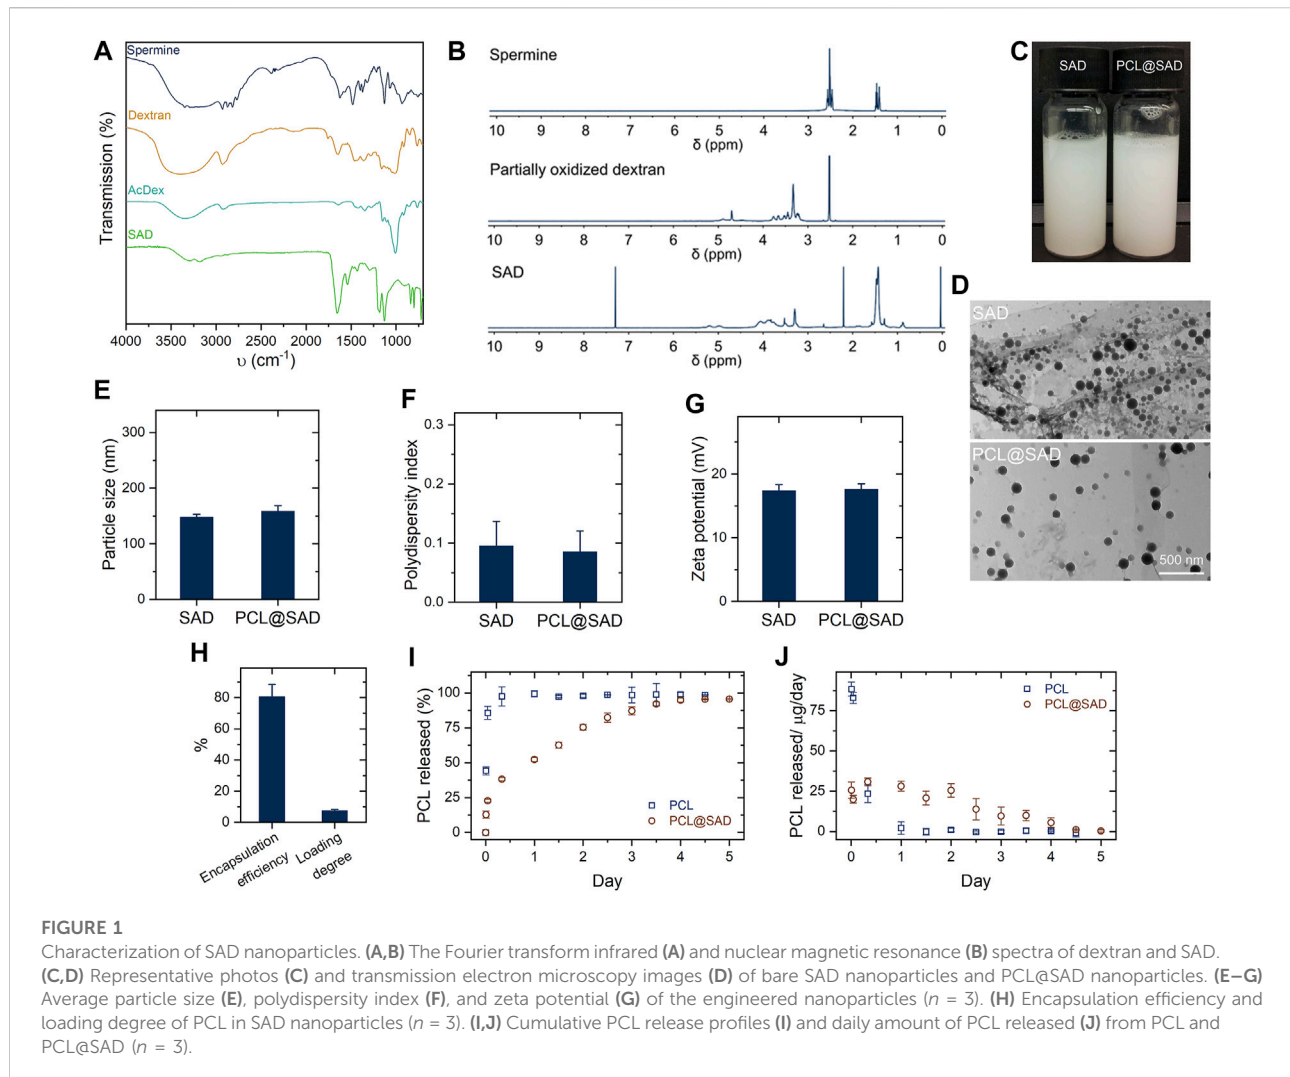 A
Spermine
Dextran
AcDex
SAD
Transmission (%)
4000 3500 3000 2500 2000 1500 1000
υ (cm-1)
B
Spermine
10 9 8 7 6 5 4 3 2 1 0
δ (ppm)
Partially oxidized dextran
10 9 8 7 6 5 4 3 2 1 0
δ (ppm)
SAD
10 9 8 7 6 5 4 3 2 1 0
δ (ppm)
C
SAD PCL@SAD
D
SAD
PCL@SAD
500 nm
E
Particle size (nm)
300
150
0
SAD PCL@SAD
F
Polydispersity index
0.3
0.2
0.1
0.0
SAD PCL@SAD
G
Zeta potential (mV)
20
10
0
SAD PCL@SAD
H
%
80
60
40
20
0
Encapsulation
efficiency
Loading
degree
I
PCL released (%)
100
75
50
25
0
PCL
PCL@SAD
0 1 2 3 4 5
Day
J
PCL released/ μg/day
75
50
25
0
PCL
PCL@SAD
0 1 2 3 4 5
Day
FIGURE 1
Characterization of SAD nanoparticles. (A,B) The Fourier transform infrared (A) and nuclear magnetic resonance (B) spectra of dextran and SAD.
(C,D) Representative photos (C) and transmission electron microscopy images (D) of bare SAD nanoparticles and PCL@SAD nanoparticles. (E–G)
Average particle size (E), polydispersity index (F), and zeta potential (G) of the engineered nanoparticles (n = 3). (H) Encapsulation efficiency and
loading degree of PCL in SAD nanoparticles (n = 3). (I,J) Cumulative PCL release profiles (I) and daily amount of PCL released (J) from PCL and
PCL@SAD (n = 3).